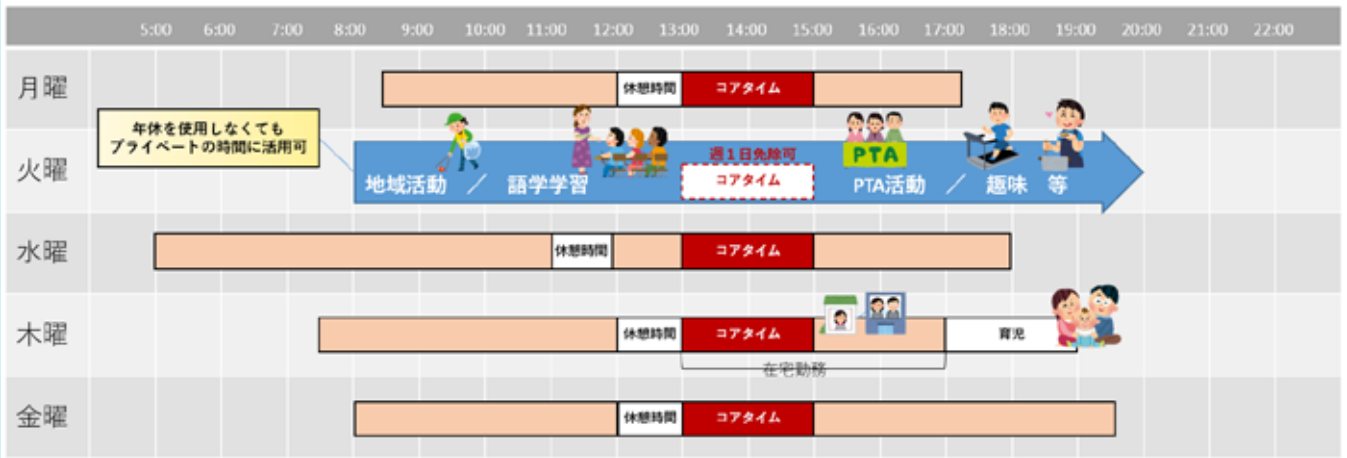 5:00 6:00 7:00 8:00 9:00 10:00 11:00 12:00 13:00 14:00 15:00 16:00 17:00 18:00 19:00 20:00 21:00 22:00
月曜
休憩時間 コアタイム
年休を使用しなくても
プライベートの時間に活用可
火曜
週1日免除可
コアタイム
PTA
地域活動 / 語学学習 PTA活動 / 趣味 等
水曜
休憩時間 コアタイム
木曜
休憩時間 コアタイム 育児
在宅勤務
金曜
休憩時間 コアタイム